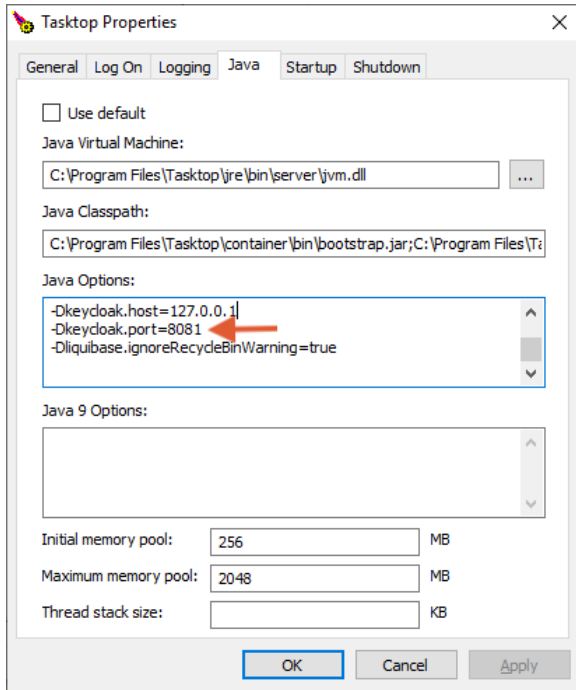 Tasktop Properties
General Log On Logging Java Startup Shutdown
Use default
Java Virtual Machine:
C:\Program Files\Tasktop\jre\bin\server\jvm.dll
...
Java Classpath:
C:\Program Files\Tasktop\container\bin\bootstrap.jar;C:\Program Files\Ta
Java Options:
-Dkeycloak.host=127.0.0.1
-Dkeycloak.port=8081
-Dliquibase.ignoreRecycleBinWarning=true
Java 9 Options:
Initial memory pool: 256 MB
Maximum memory pool: 2048 MB
Thread stack size: KB
OK Cancel Apply